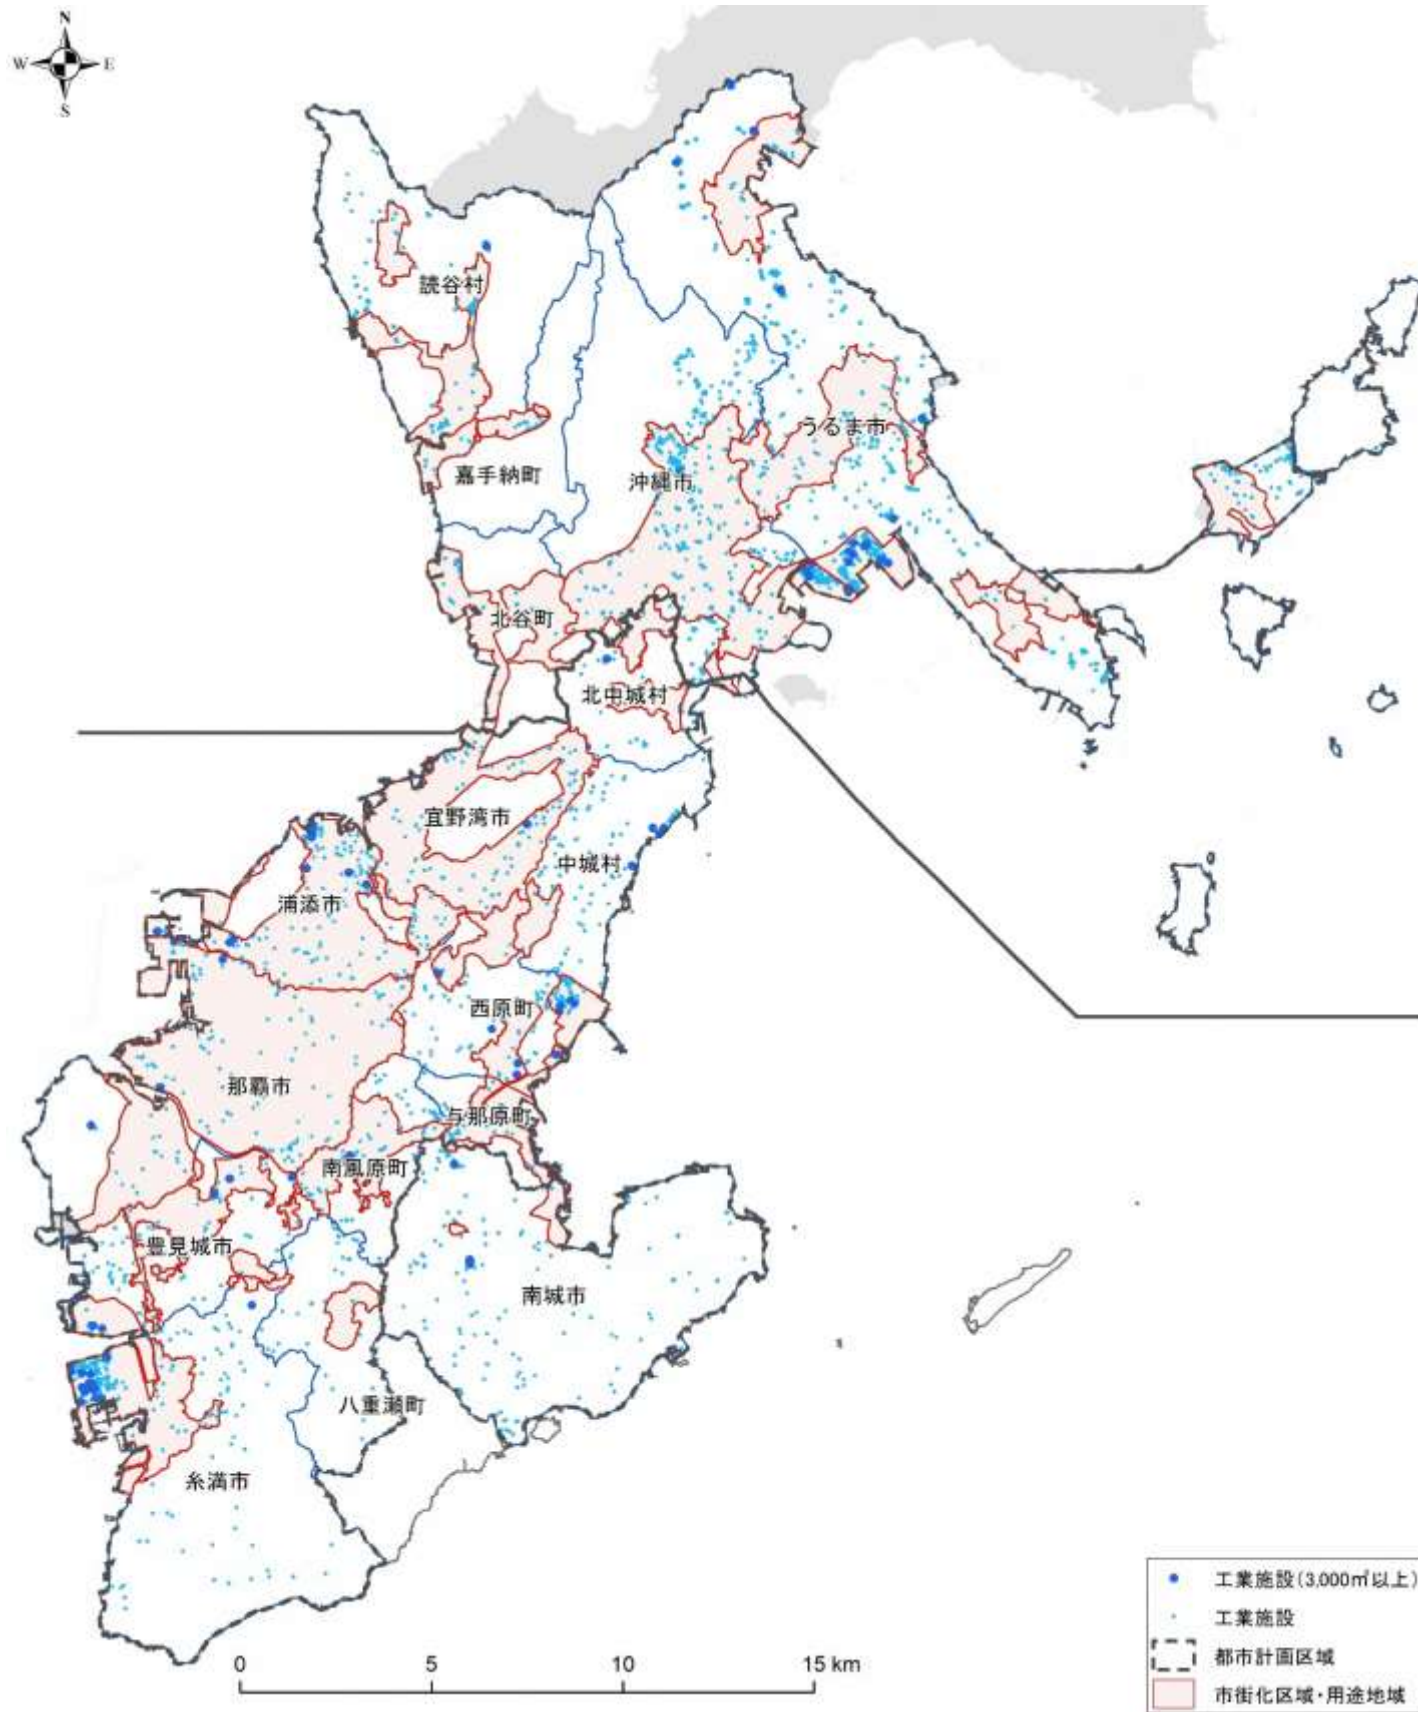 N
W E
S
読谷村
うるま市
嘉手納町
沖縄市
北谷町
北中城村
宜野湾市
中城村
浦添市
西原町
那覇市
与那原町
南風原町
豊見城市
南城市
八重瀬町
糸満市
0 5 10 15 km
工業施設(3,000㎡以上)
工業施設
都市計画区域
市街化区域・用途地域